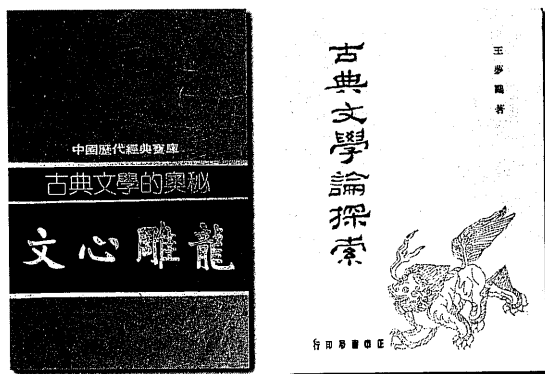 中國歷代經典寶庫
古典文學的奧秘
文心雕龍
王夢鷗著
古典文學論探索
正中書局印行